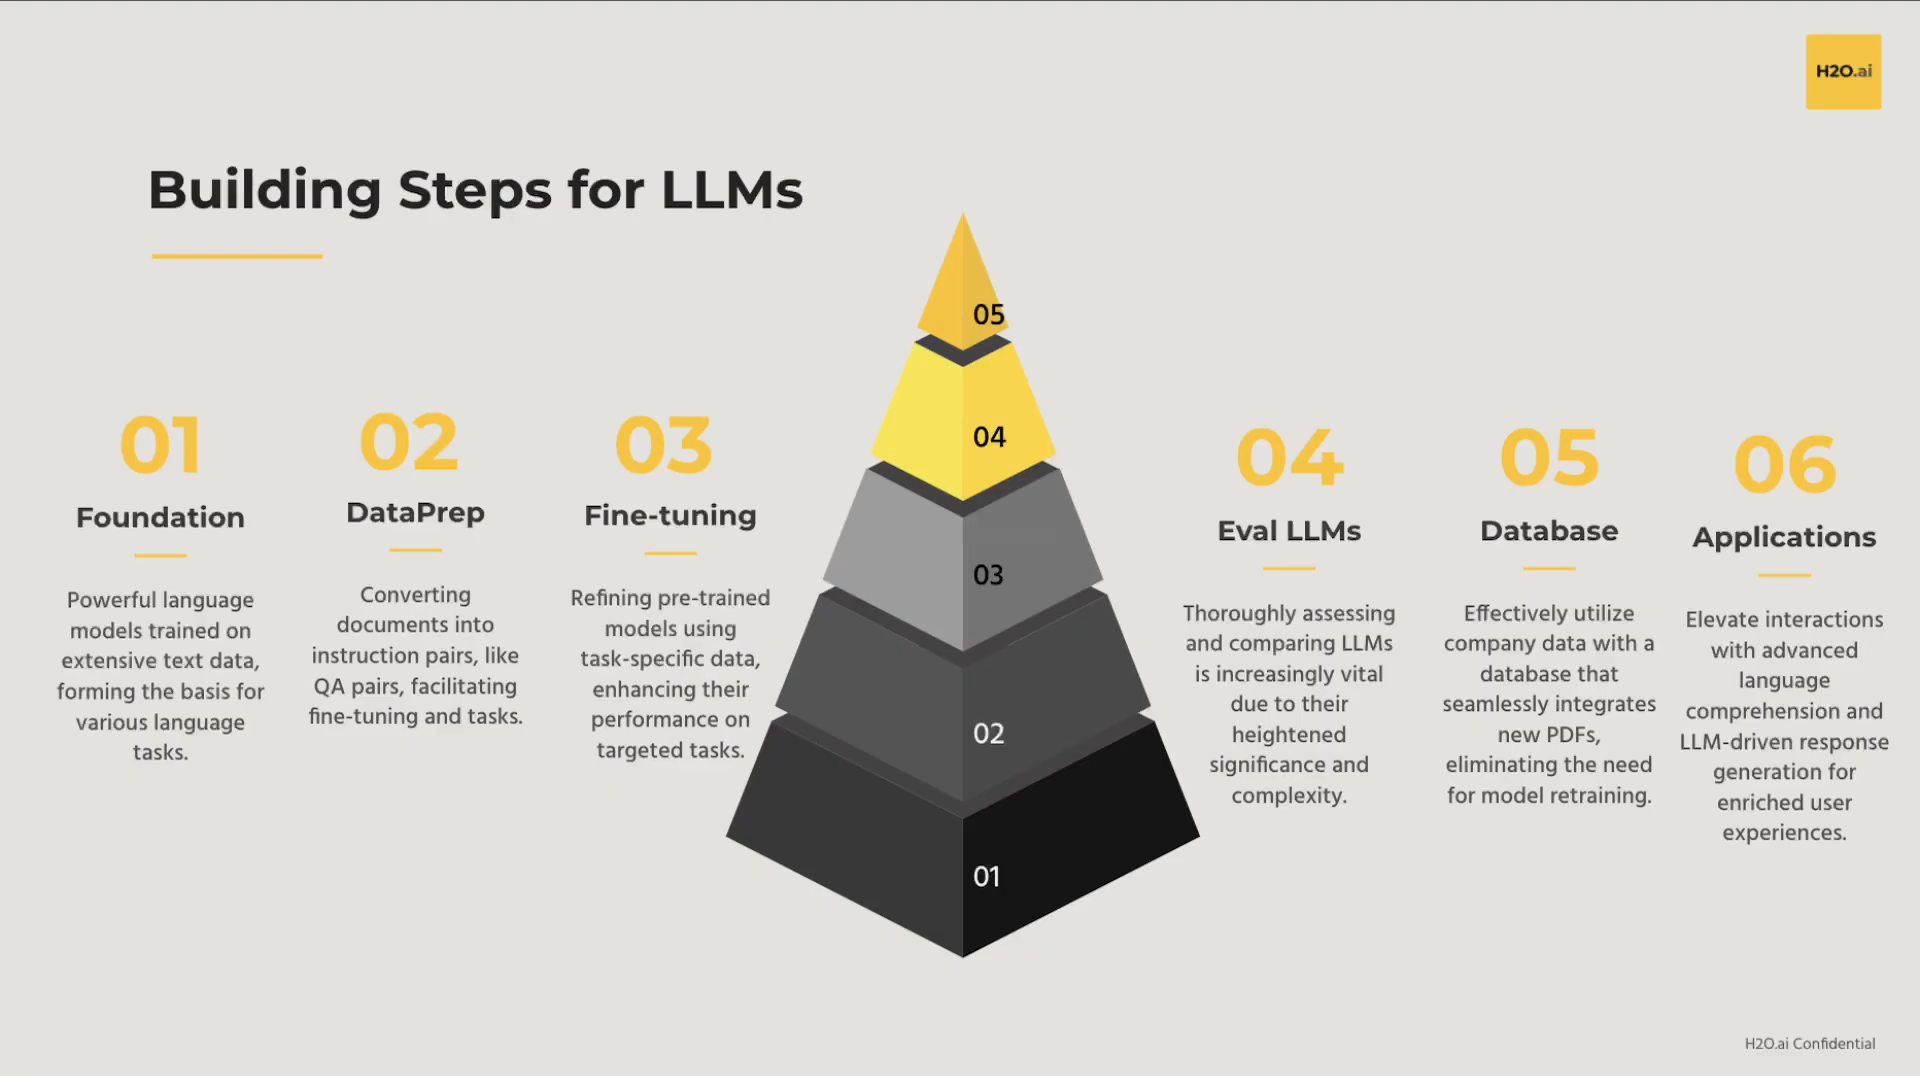 H2O.ai
Building Steps for LLMs
05
04
03
02
01
01
Foundation
Powerful language
models trained on
extensive text data,
forming the basis for
various language
tasks.
02
DataPrep
Converting
documents into
instruction pairs, like
QA pairs, facilitating
fine-tuning and tasks.
03
Fine-tuning
Refining pre-trained
models using
task-specific data,
enhancing their
performance on
targeted tasks.
04
Eval LLMs
Thoroughly assessing
and comparing LLMs
is increasingly vital
due to their
heightened
significance and
complexity.
05
Database
Effectively utilize
company data with a
database that
seamlessly integrates
new PDFs,
eliminating the need
for model retraining.
06
Applications
Elevate interactions
with advanced
language
comprehension and
LLM-driven response
generation for
enriched user
experiences.
H2O.ai Confidential